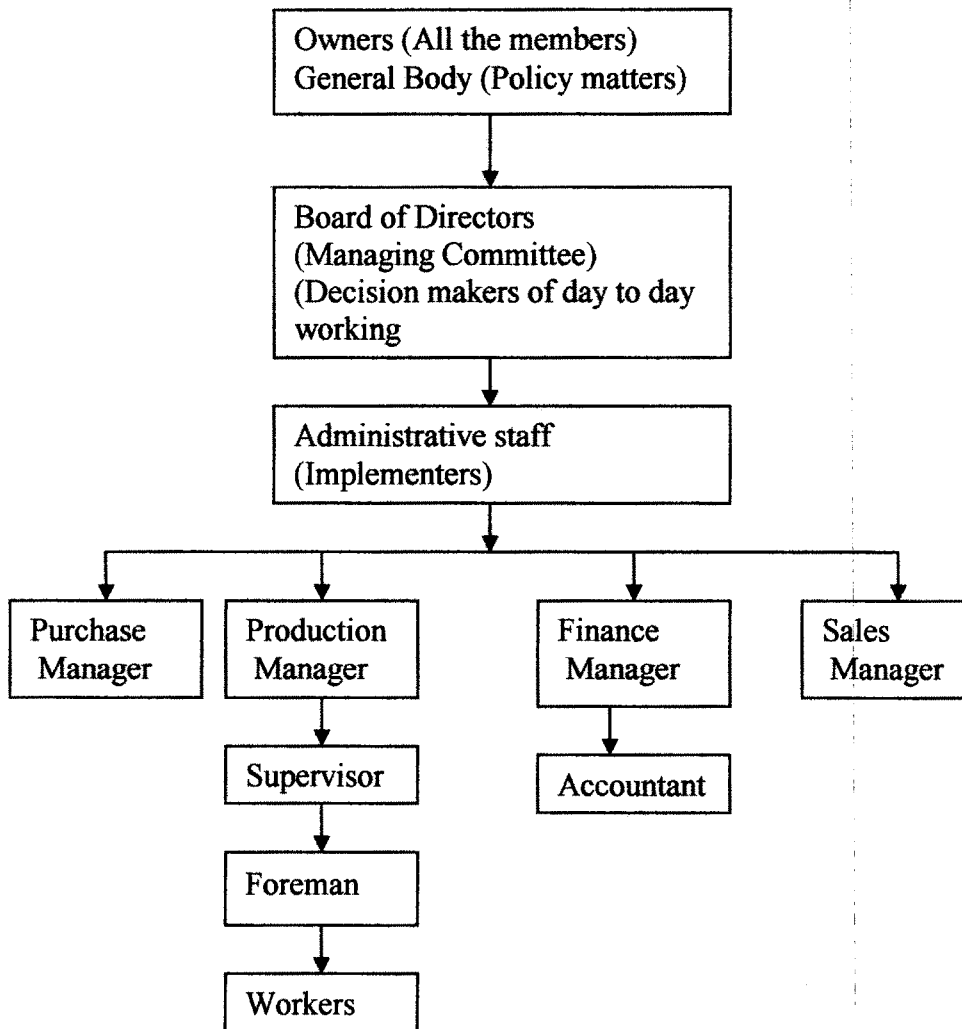 Owners (All the members)
General Body (Policy matters)
Board of Directors
(Managing Committee)
(Decision makers of day to day
working
Administrative staff
(Implementers)
Purchase
Manager
Production
Manager
Finance
Manager
Sales
Manager
Supervisor
Accountant
Foreman
Workers